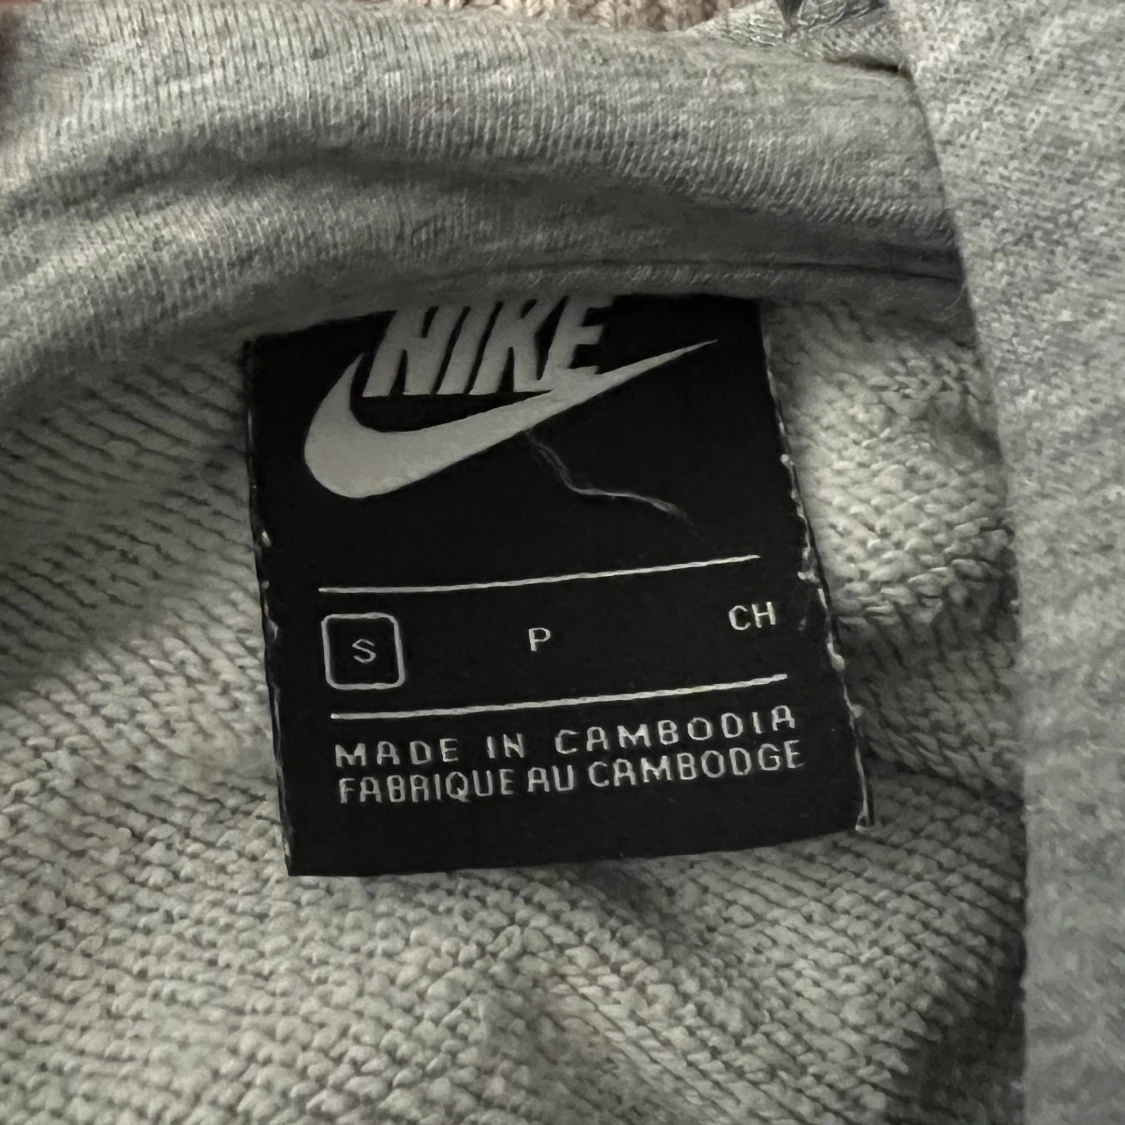 NIKE
S P CH
MADE IN CAMBODIA
FABRIQUE AU CAMBODGE